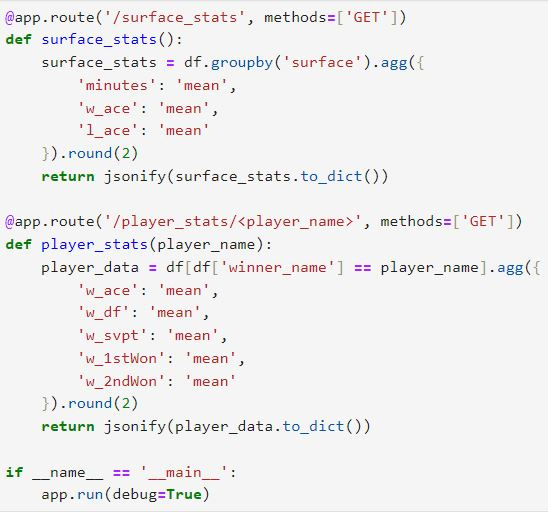 @app.route('/surface_stats', methods=['GET'])
def surface_stats():
    surface_stats = df.groupby('surface').agg({
        'minutes': 'mean',
        'w_ace': 'mean',
        'l_ace': 'mean'
    }).round(2)
    return jsonify(surface_stats.to_dict())

@app.route('/player_stats/<player_name>', methods=['GET'])
def player_stats(player_name):
    player_data = df[df['winner_name'] == player_name].agg({
        'w_ace': 'mean',
        'w_df': 'mean',
        'w_svpt': 'mean',
        'w_1stWon': 'mean',
        'w_2ndWon': 'mean'
    }).round(2)
    return jsonify(player_data.to_dict())

if __name__ == '__main__':
    app.run(debug=True)